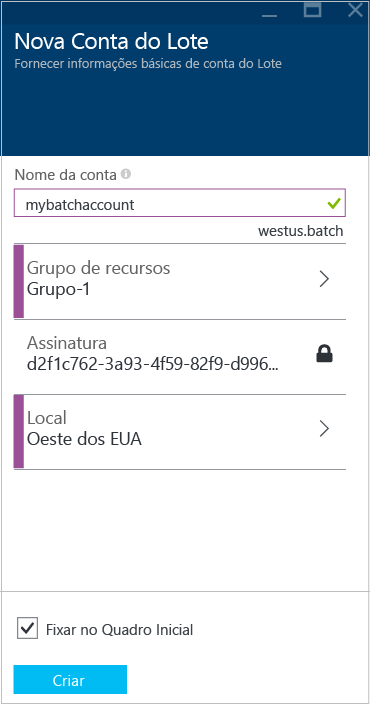 Nova Conta do Lote
Fornecer informações básicas de conta do Lote
Nome da conta
mybatchaccount
westus.batch
Grupo de recursos
Grupo-1
Assinatura
d2f1c762-3a93-4f59-82f9-d996...
Local
Oeste dos EUA
Fixar no Quadro Inicial
Criar